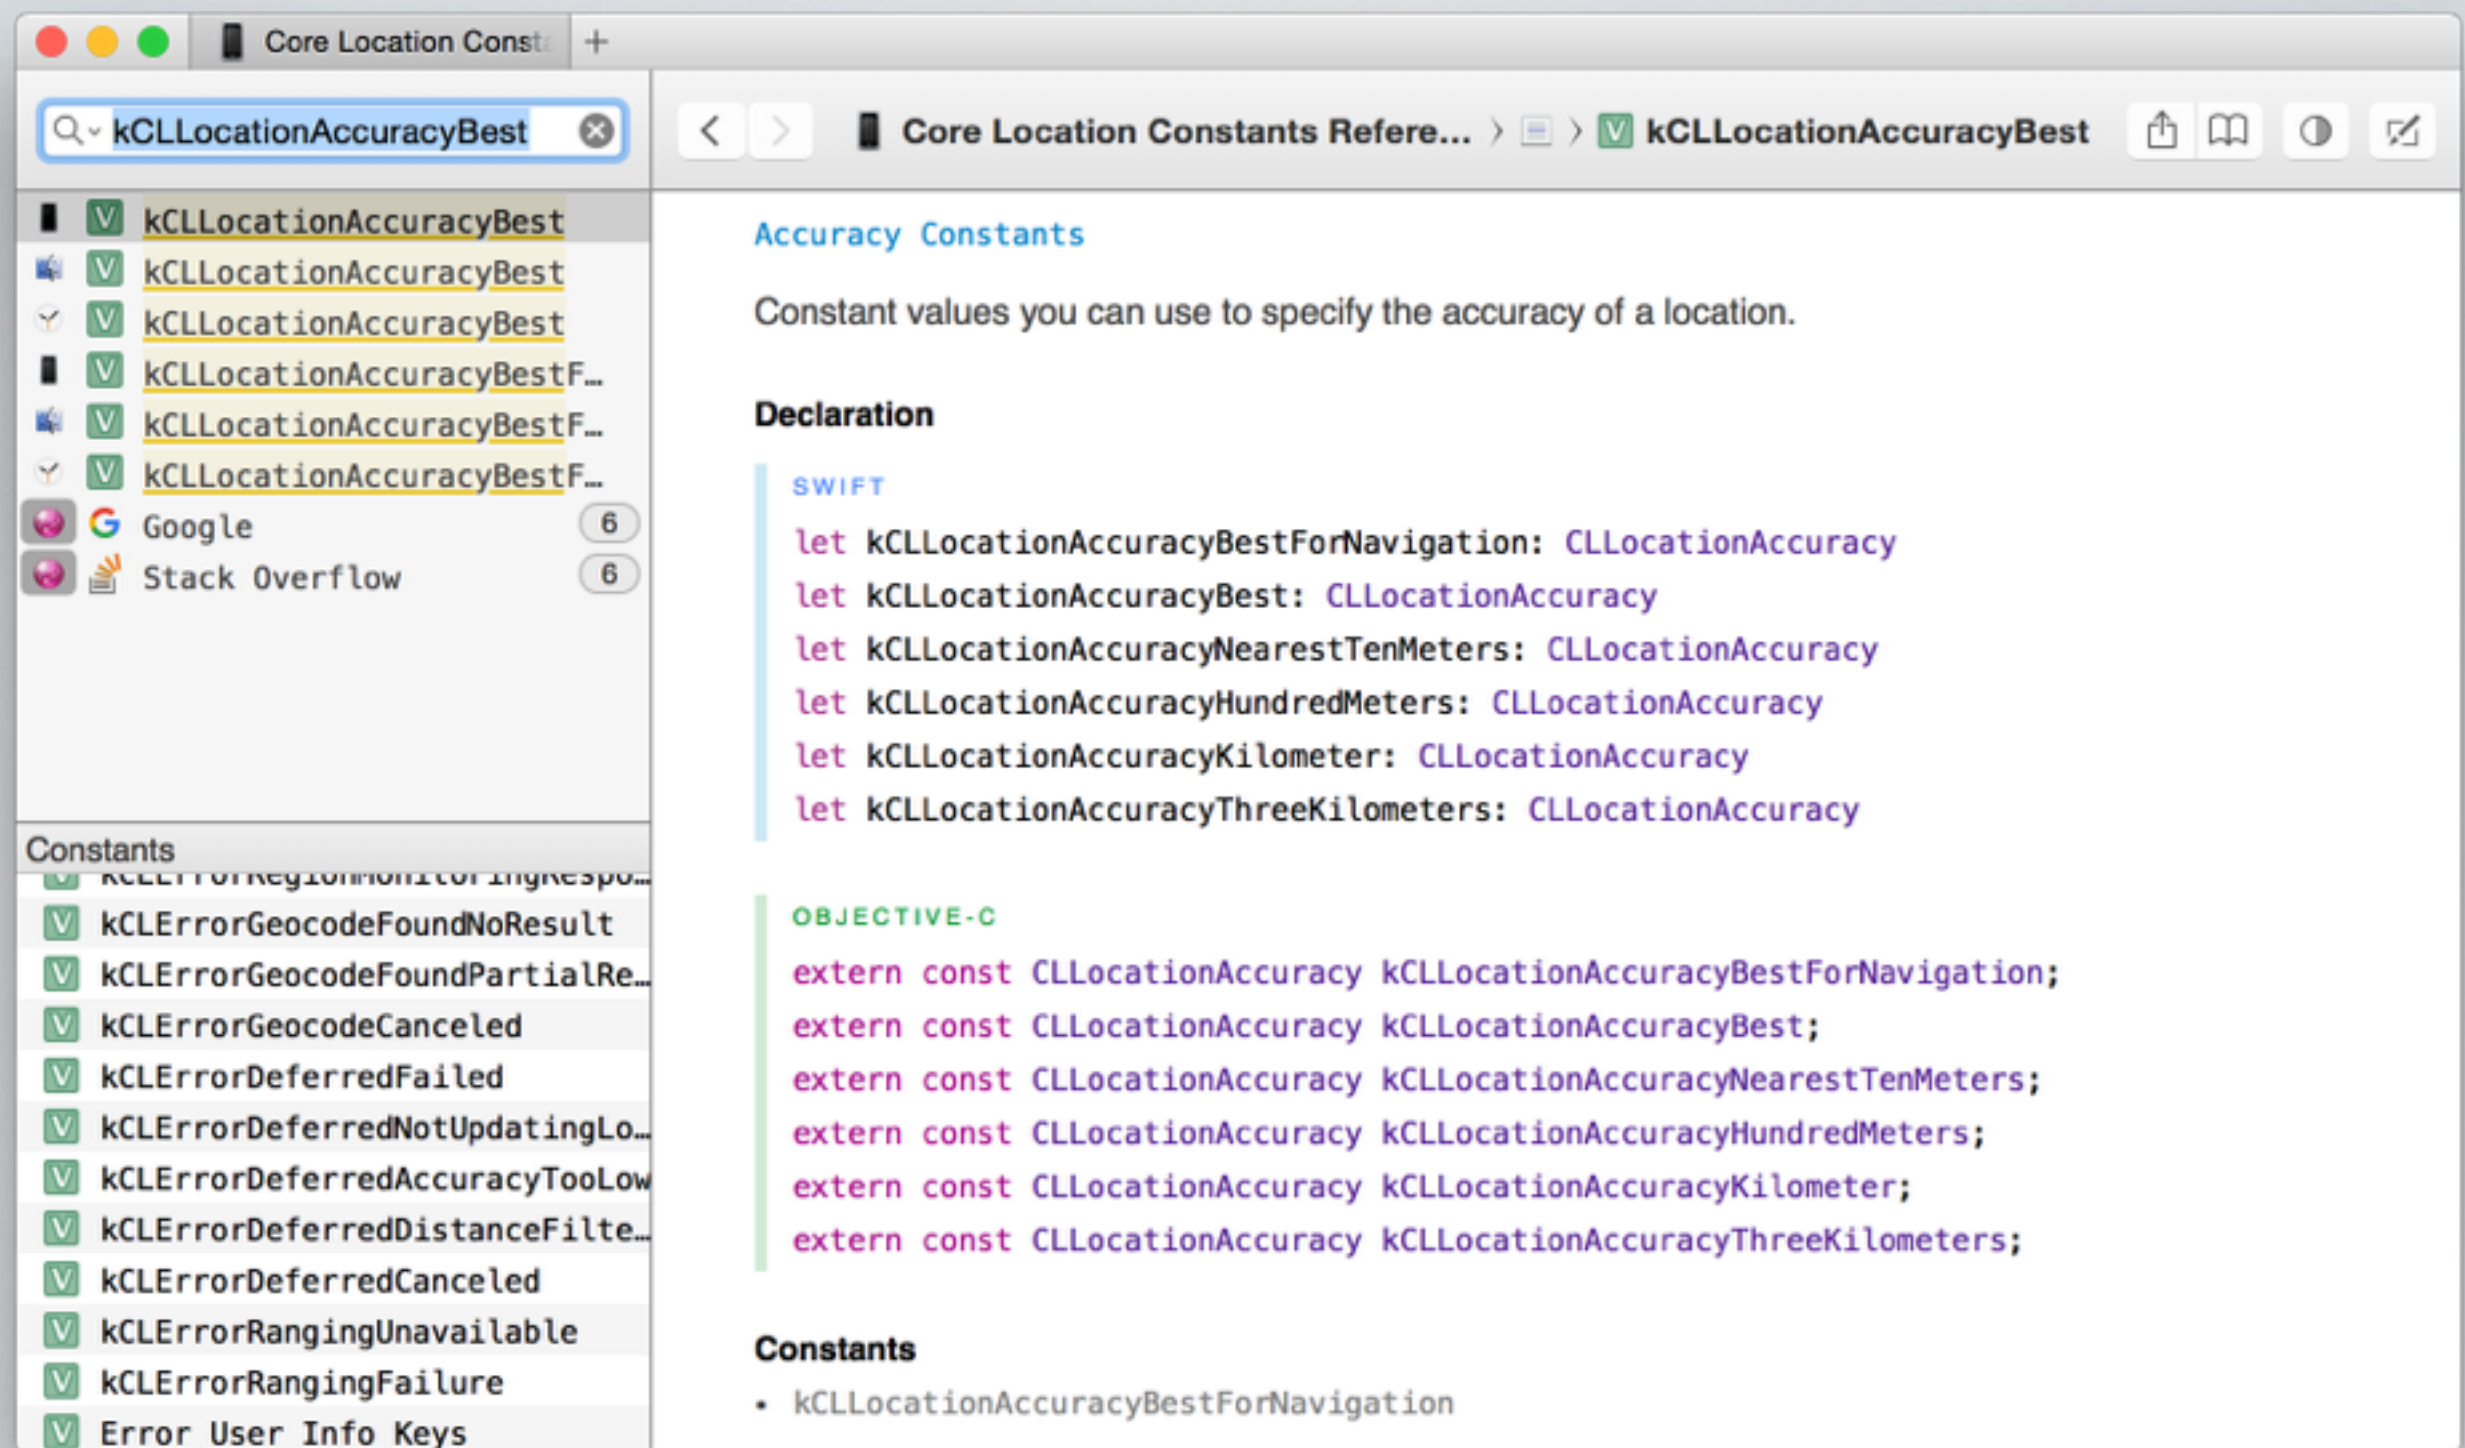 Core Location Consta
kCLLocationAccuracyBest
Core Location Constants Refere... 〉 〉 V kCLLocationAccuracyBest
V kCLLocationAccuracyBest
V kCLLocationAccuracyBest
V kCLLocationAccuracyBest
V kCLLocationAccuracyBestF…
V kCLLocationAccuracyBestF…
V kCLLocationAccuracyBestF…
G Google 6
Stack Overflow 6
Constants
V kCLErrorRegionMonitoringRespo…
V kCLErrorGeocodeFoundNoResult
V kCLErrorGeocodeFoundPartialRe…
V kCLErrorGeocodeCanceled
V kCLErrorDeferredFailed
V kCLErrorDeferredNotUpdatingLo…
V kCLErrorDeferredAccuracyTooLow
V kCLErrorDeferredDistanceFilte…
V kCLErrorDeferredCanceled
V kCLErrorRangingUnavailable
V kCLErrorRangingFailure
V Error User Info Keys
Accuracy Constants
Constant values you can use to specify the accuracy of a location.
Declaration
SWIFT
let kCLLocationAccuracyBestForNavigation: CLLocationAccuracy
let kCLLocationAccuracyBest: CLLocationAccuracy
let kCLLocationAccuracyNearestTenMeters: CLLocationAccuracy
let kCLLocationAccuracyHundredMeters: CLLocationAccuracy
let kCLLocationAccuracyKilometer: CLLocationAccuracy
let kCLLocationAccuracyThreeKilometers: CLLocationAccuracy
OBJECTIVE-C
extern const CLLocationAccuracy kCLLocationAccuracyBestForNavigation;
extern const CLLocationAccuracy kCLLocationAccuracyBest;
extern const CLLocationAccuracy kCLLocationAccuracyNearestTenMeters;
extern const CLLocationAccuracy kCLLocationAccuracyHundredMeters;
extern const CLLocationAccuracy kCLLocationAccuracyKilometer;
extern const CLLocationAccuracy kCLLocationAccuracyThreeKilometers;
Constants
• kCLLocationAccuracyBestForNavigation